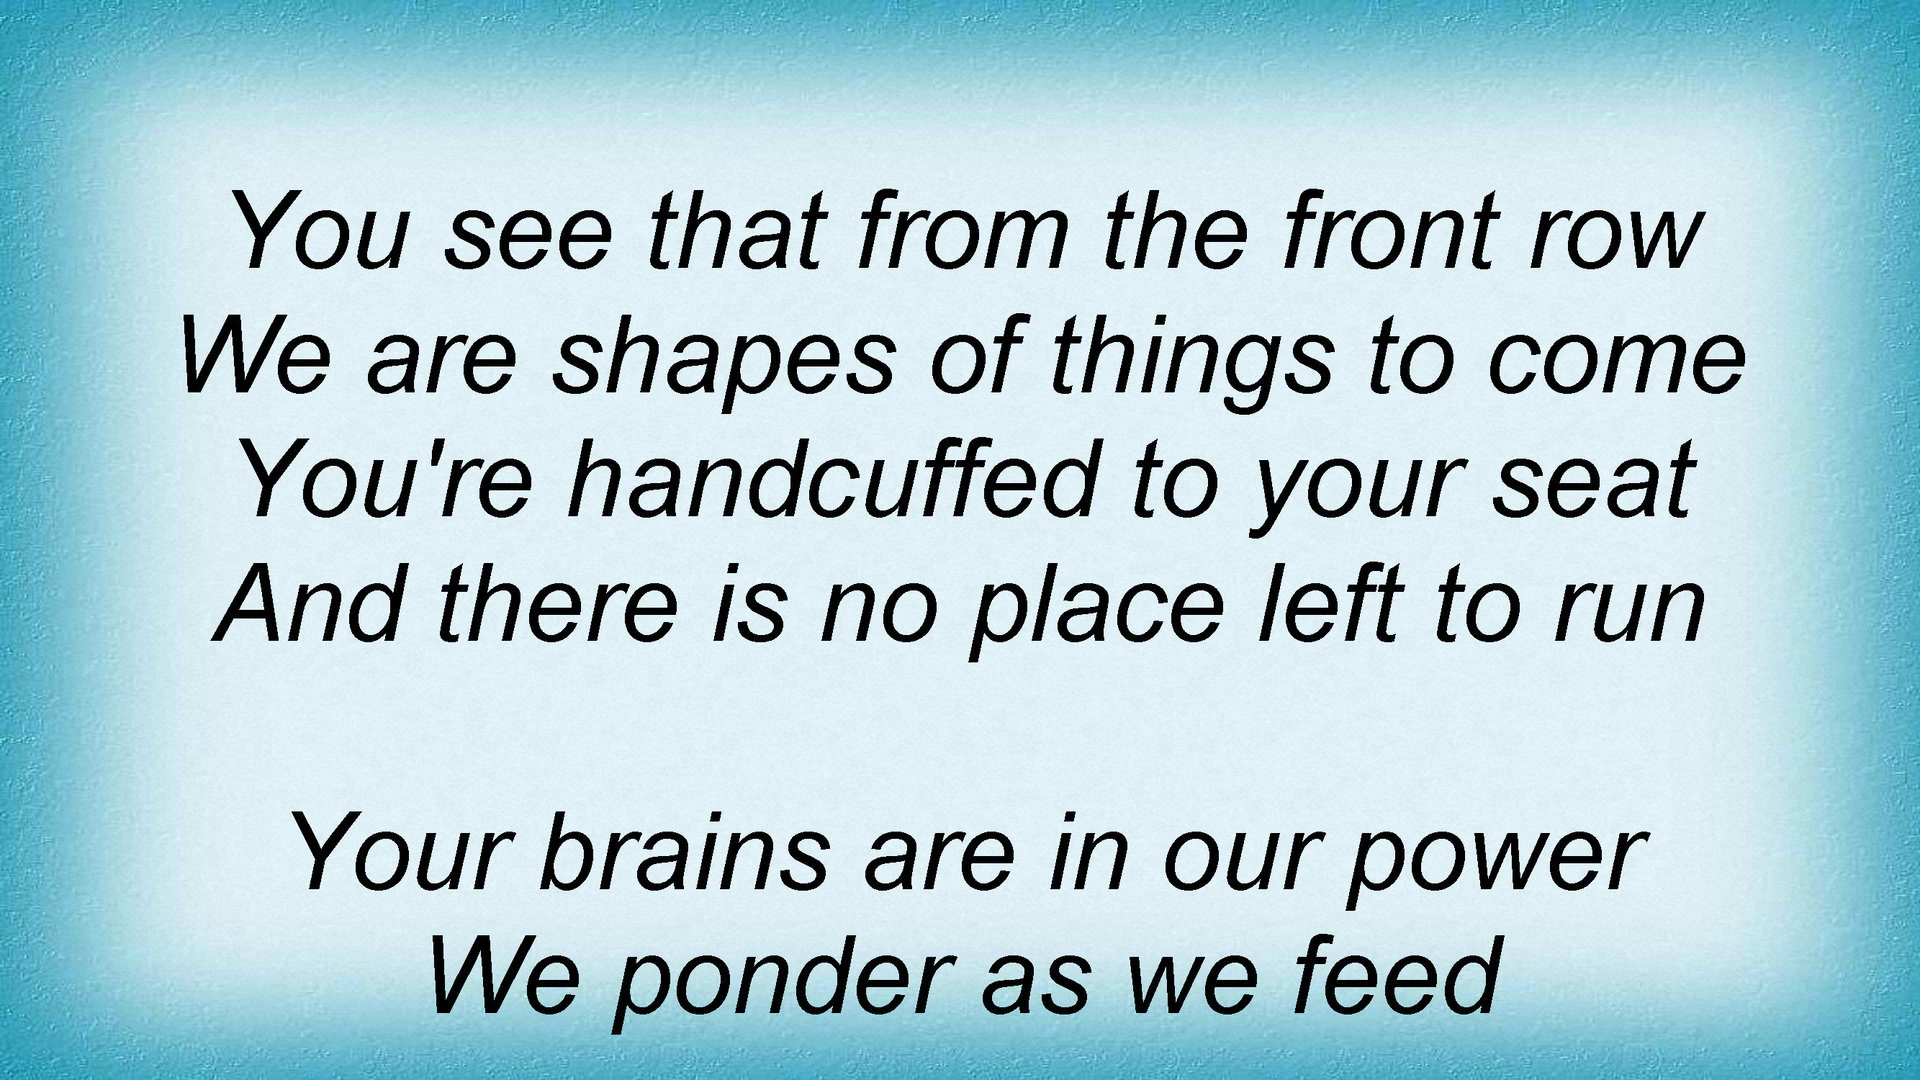 You see that from the front row
We are shapes of things to come
You're handcuffed to your seat
And there is no place left to run
Your brains are in our power
We ponder as we feed